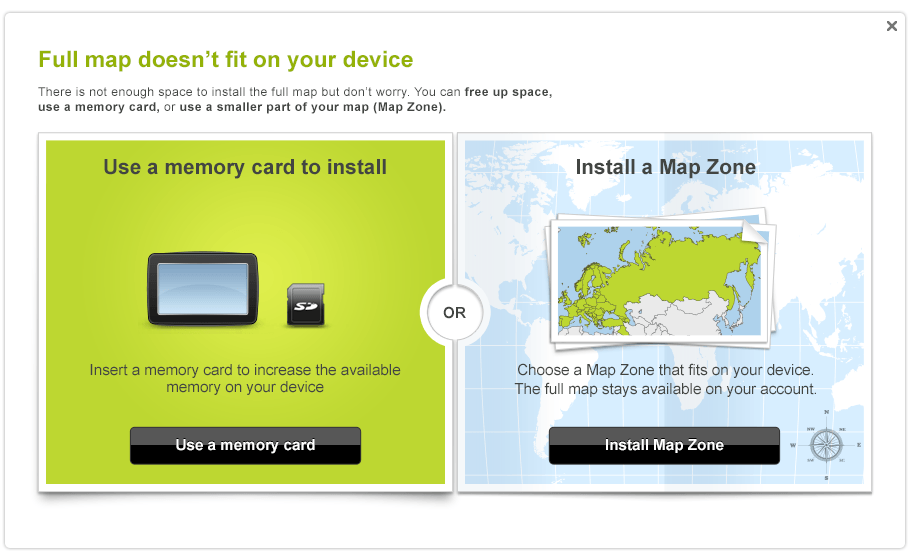 Full map doesn’t fit on your device
There is not enough space to install the full map but don’t worry. You can free up space,
use a memory card, or use a smaller part of your map (Map Zone).
Use a memory card to install
SD
Insert a memory card to increase the available
memory on your device
Use a memory card
OR
Install a Map Zone
Choose a Map Zone that fits on your device.
The full map stays available on your account.
Install Map Zone
N
NW NE
W E
SW SE
S